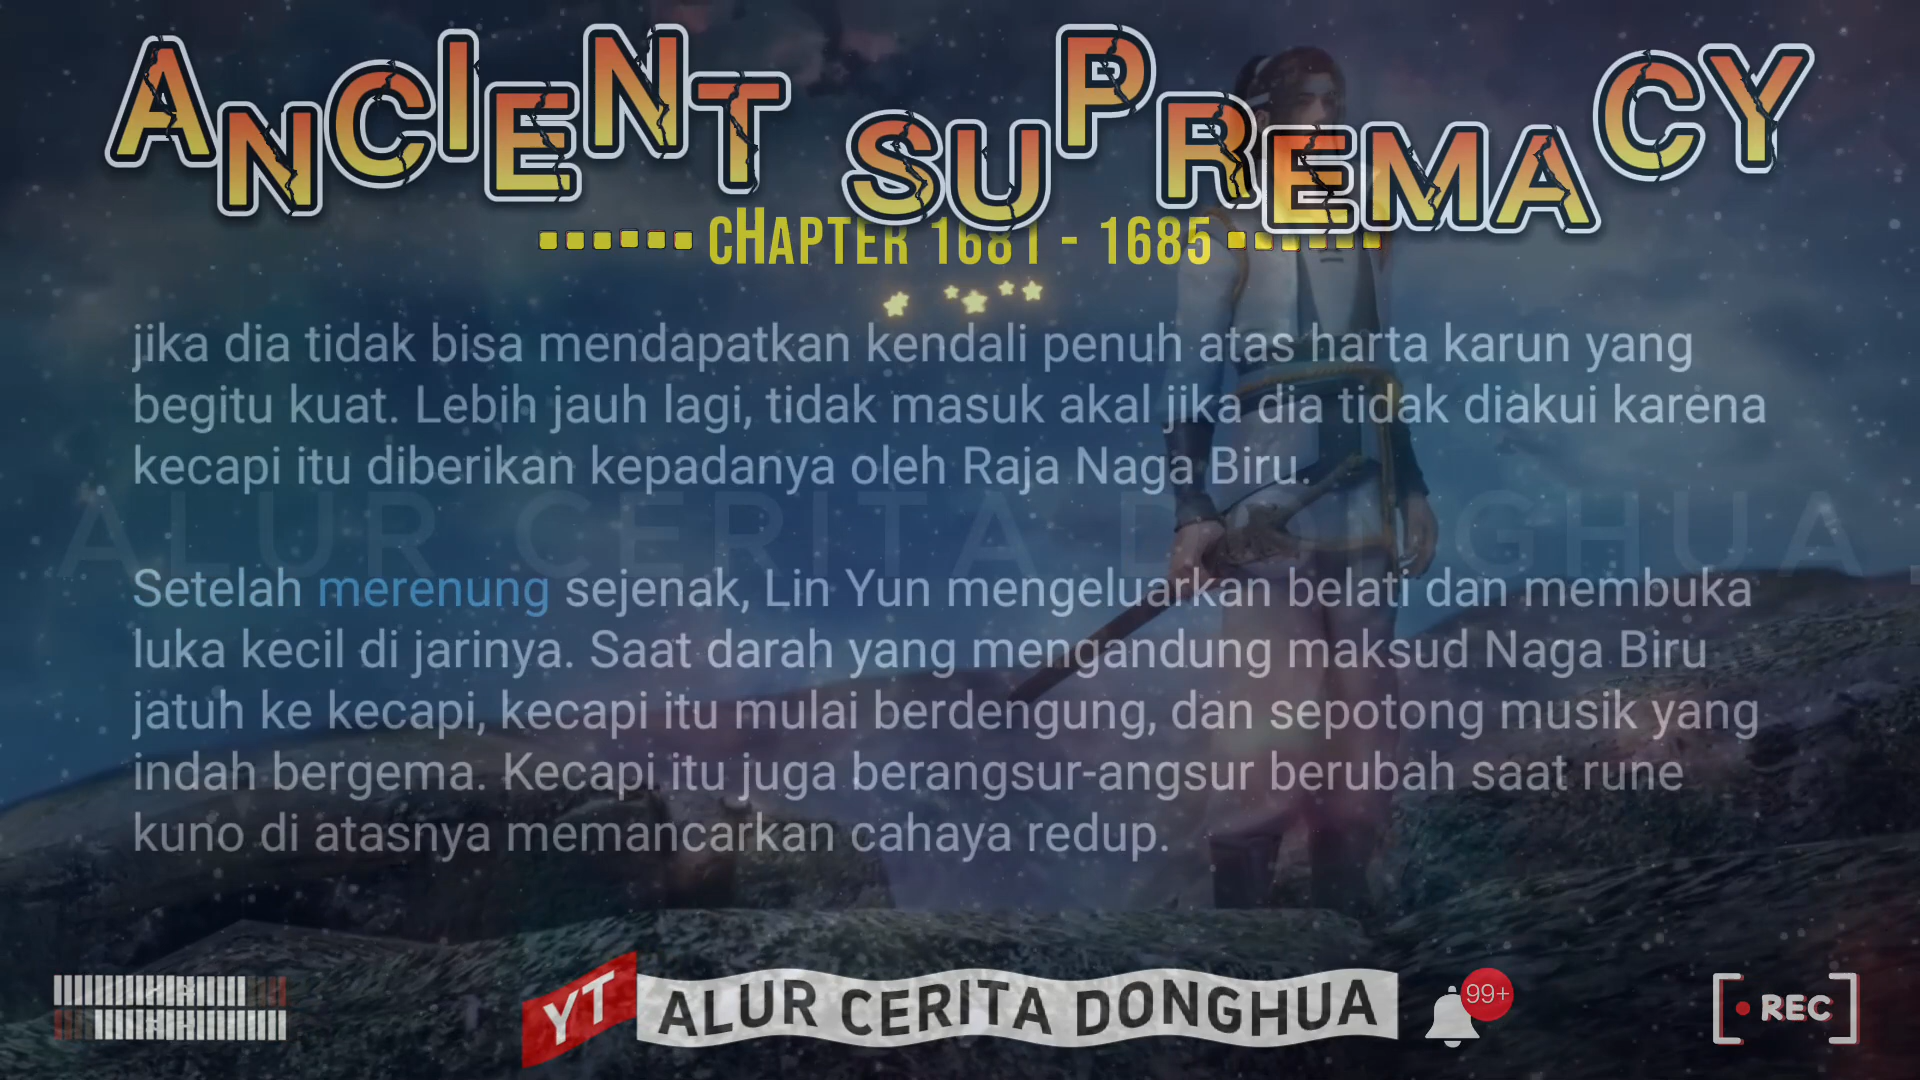 ANCIENT SUPREMACY
CHAPTER 1681 - 1685
jika dia tidak bisa mendapatkan kendali penuh atas harta karun yang
begitu kuat. Lebih jauh lagi, tidak masuk akal jika dia tidak diakui karena
kecapi itu diberikan kepadanya oleh Raja Naga Biru.
ALUR CERITA DONGHUA
Setelah merenung sejenak, Lin Yun mengeluarkan belati dan membuka
luka kecil di jarinya. Saat darah yang mengandung maksud Naga Biru
jatuh ke kecapi, kecapi itu mulai berdengung, dan sepotong musik yang
indah bergema. Kecapi itu juga berangsur-angsur berubah saat rune
kuno di atasnya memancarkan cahaya redup.
YT ALUR CERITA DONGHUA
99+
REC